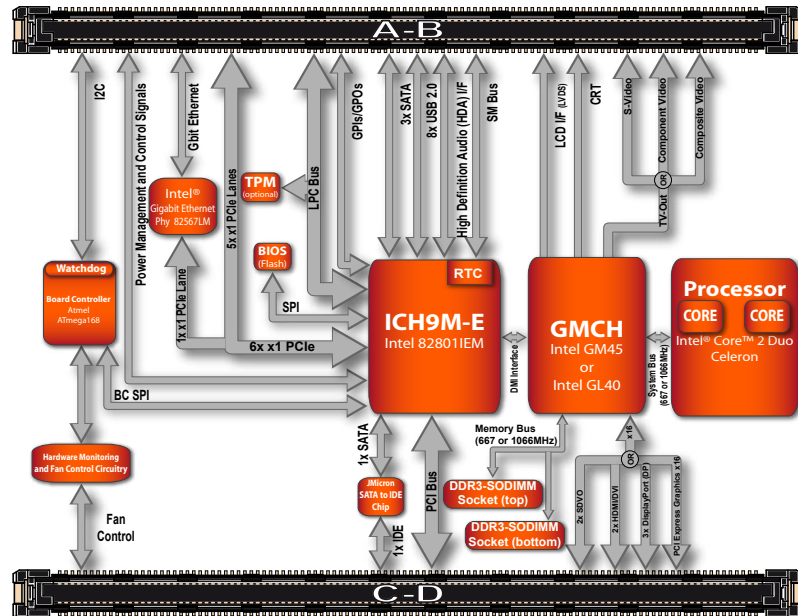 A-B
I2C
Power Management and Control Signals
Gbit Ethernet
5x x1 PCIe Lanes
LPC Bus
GPIs/GPOs
3x SATA
8x USB 2.0
High Definition Audio (HDA) I/F
SM Bus
LCD I/F (LVDS)
CRT
S-Video
Component Video
Composite Video
OR
TV-Out
Intel®
Gigabit Ethernet
Phy 82567LM
TPM
(optional)
BIOS
(Flash)
SPI
Watchdog
Board Controller
Atmel
ATmega168
1x x1 PCIe Lane
6x x1 PCIe
BC SPI
RTC
ICH9M-E
Intel 82801IEM
DMI Interface
GMCH
Intel GM45
or
Intel GL40
System Bus
(667 or 1066MHz)
Processor
CORE
CORE
Intel® Core™ 2 Duo
Celeron
Hardware Monitoring
and Fan Control Circuitry
Fan
Control
1x SATA
JMicron
SATA to IDE
Chip
1x IDE
PCI Bus
Memory Bus
(667 or 1066MHz)
DDR3-SODIMM
Socket (top)
DDR3-SODIMM
Socket (bottom)
x16
OR
2x SDVO
2x HDMI/DVI
3x DisplayPort (DP)
PCI Express Graphics x16
C-D